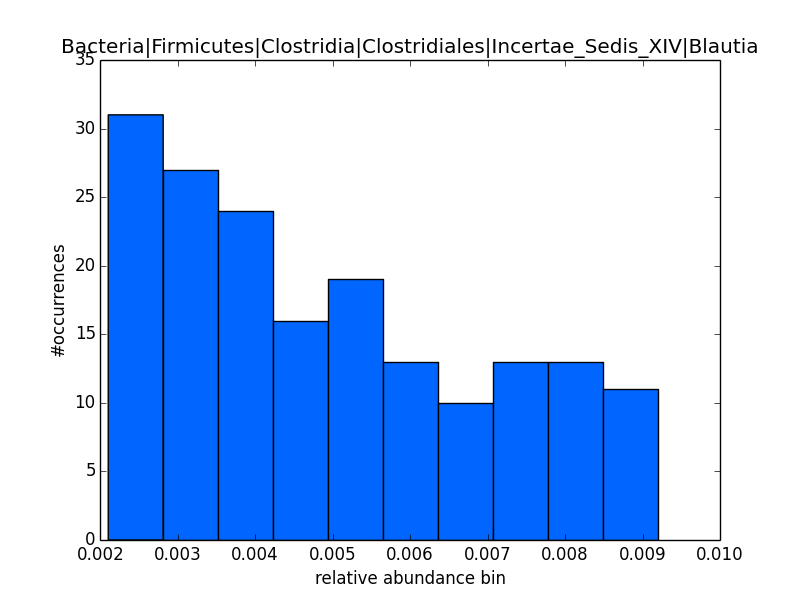 Bacteria|Firmicutes|Clostridia|Clostridiales|Incertae_Sedis_XIV|Blautia
35
30
25
20
15
10
5
0
#occurrences
0.002 0.003 0.004 0.005 0.006 0.007 0.008 0.009 0.010
relative abundance bin